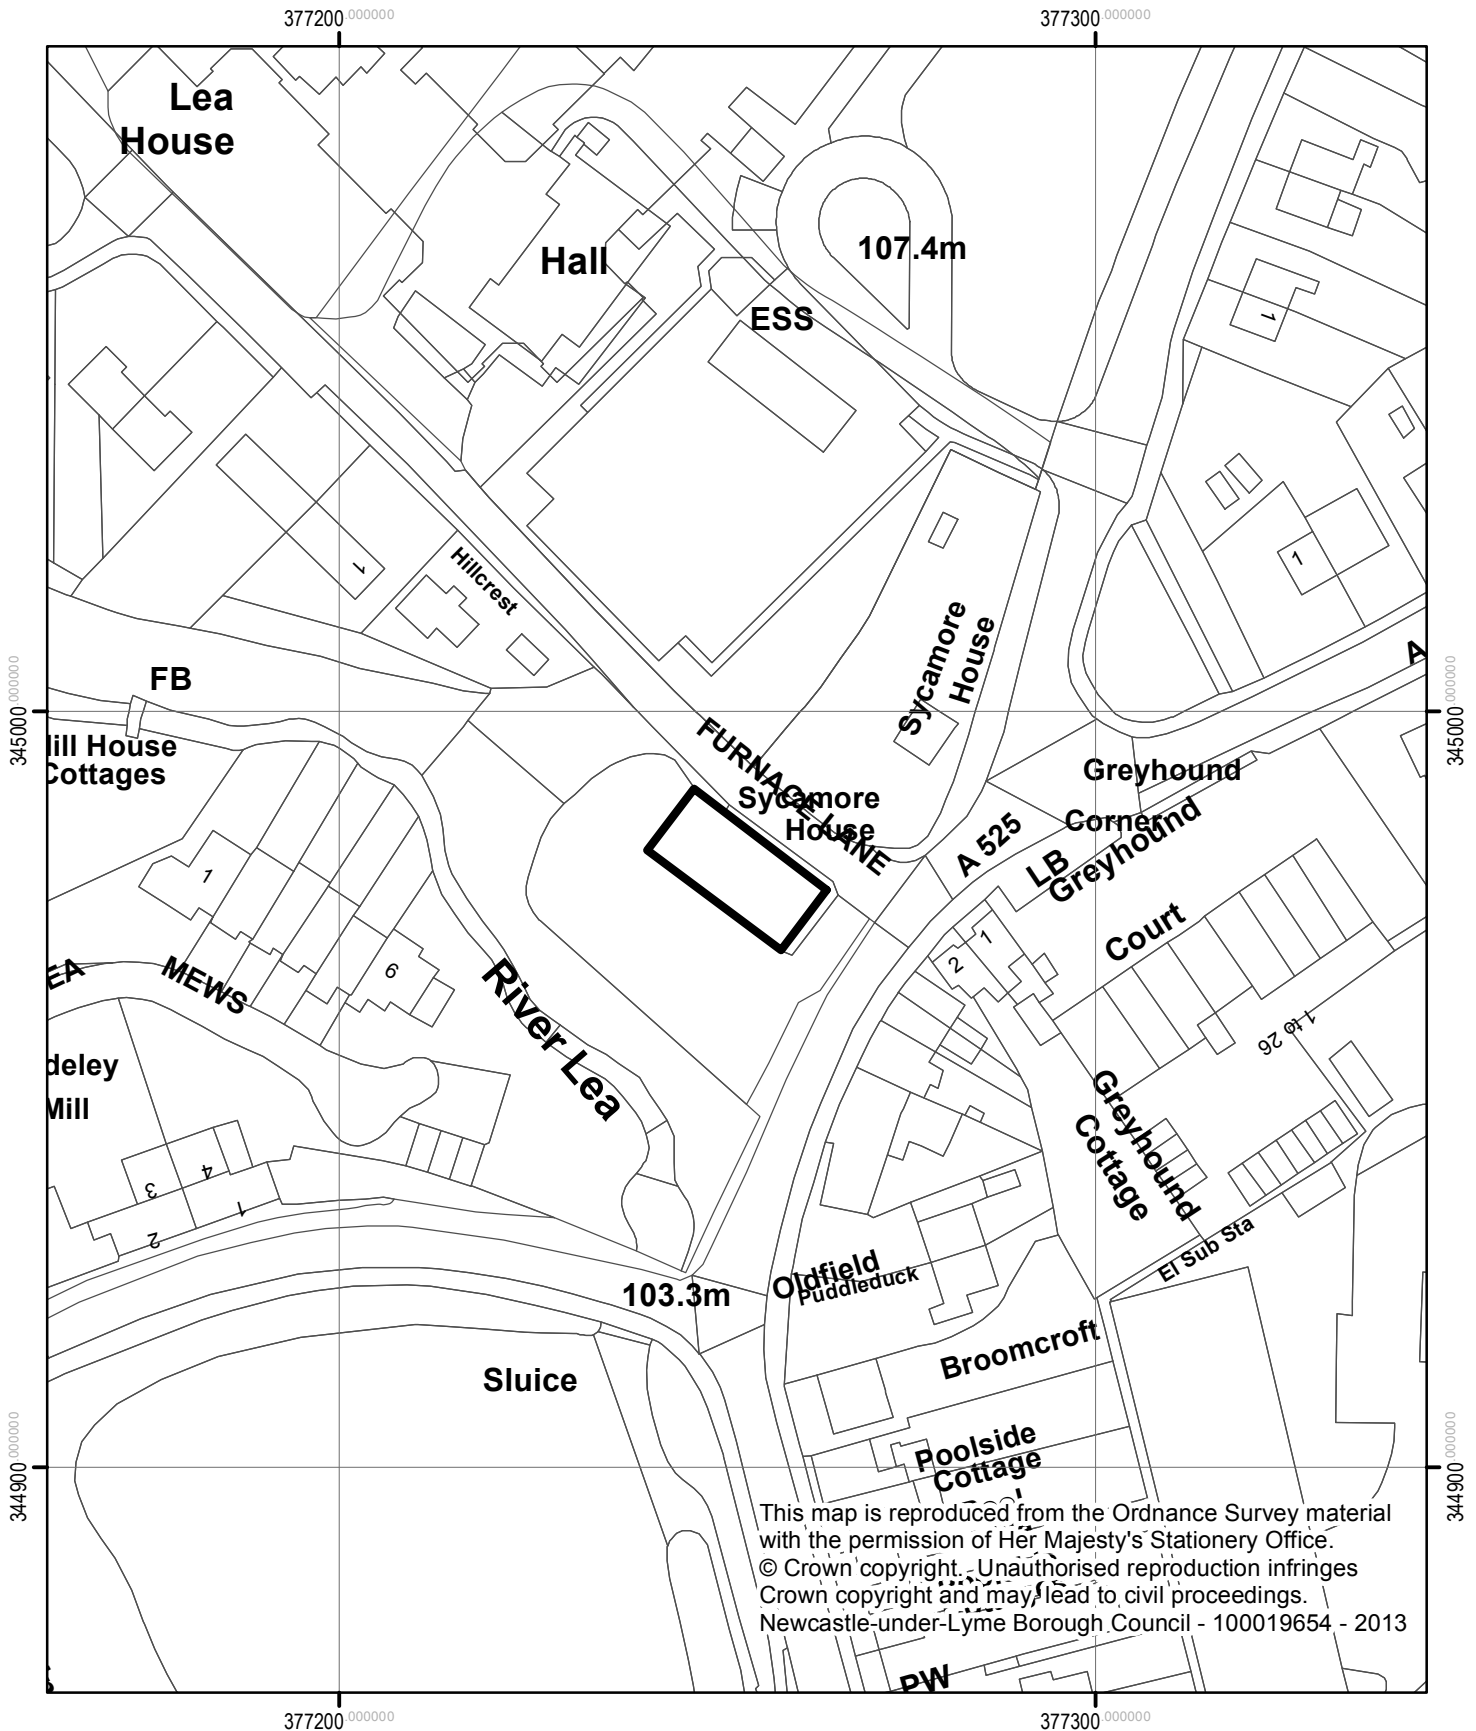 377200.000000
377300.000000
Lea
House
Hall
107.4m
ESS
1
1
1
Hillcrest
Sycamore
House
345000.000000
345000.000000
FB
Cottages
FURNACE LANE
Sycamore
House
A
Greyhound
Corner
A 525
LB
Greyhound
Court
1
6
MEWS
EA
River Lea
1
2
1 to 26
deley
Mill
Greyhound
Cottage
3
4
1
2
El Sub Sta
103.3m
Oldfield
Puddleduck
Broomcroft
Sluice
Poolside
Cottage
344900.000000
344900.000000
This map is reproduced from the Ordnance Survey material
with the permission of Her Majesty's Stationery Office.
© Crown copyright. Unauthorised reproduction infringes
Crown copyright and may lead to civil proceedings.
Newcastle-under-Lyme Borough Council - 100019654 - 2013
PW
377200.000000
377300.000000